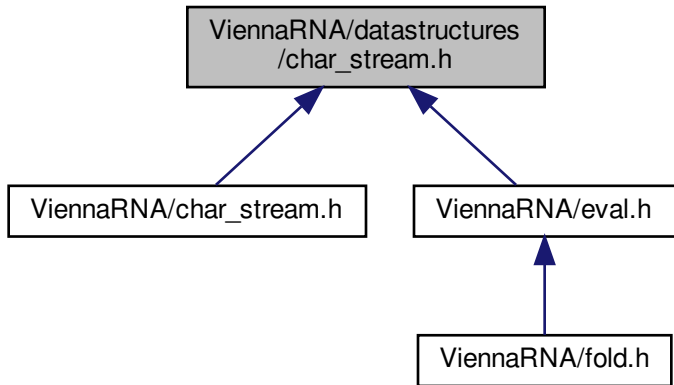 ViennaRNA/datastructures
/char_stream.h
ViennaRNA/char_stream.h
ViennaRNA/eval.h
ViennaRNA/fold.h